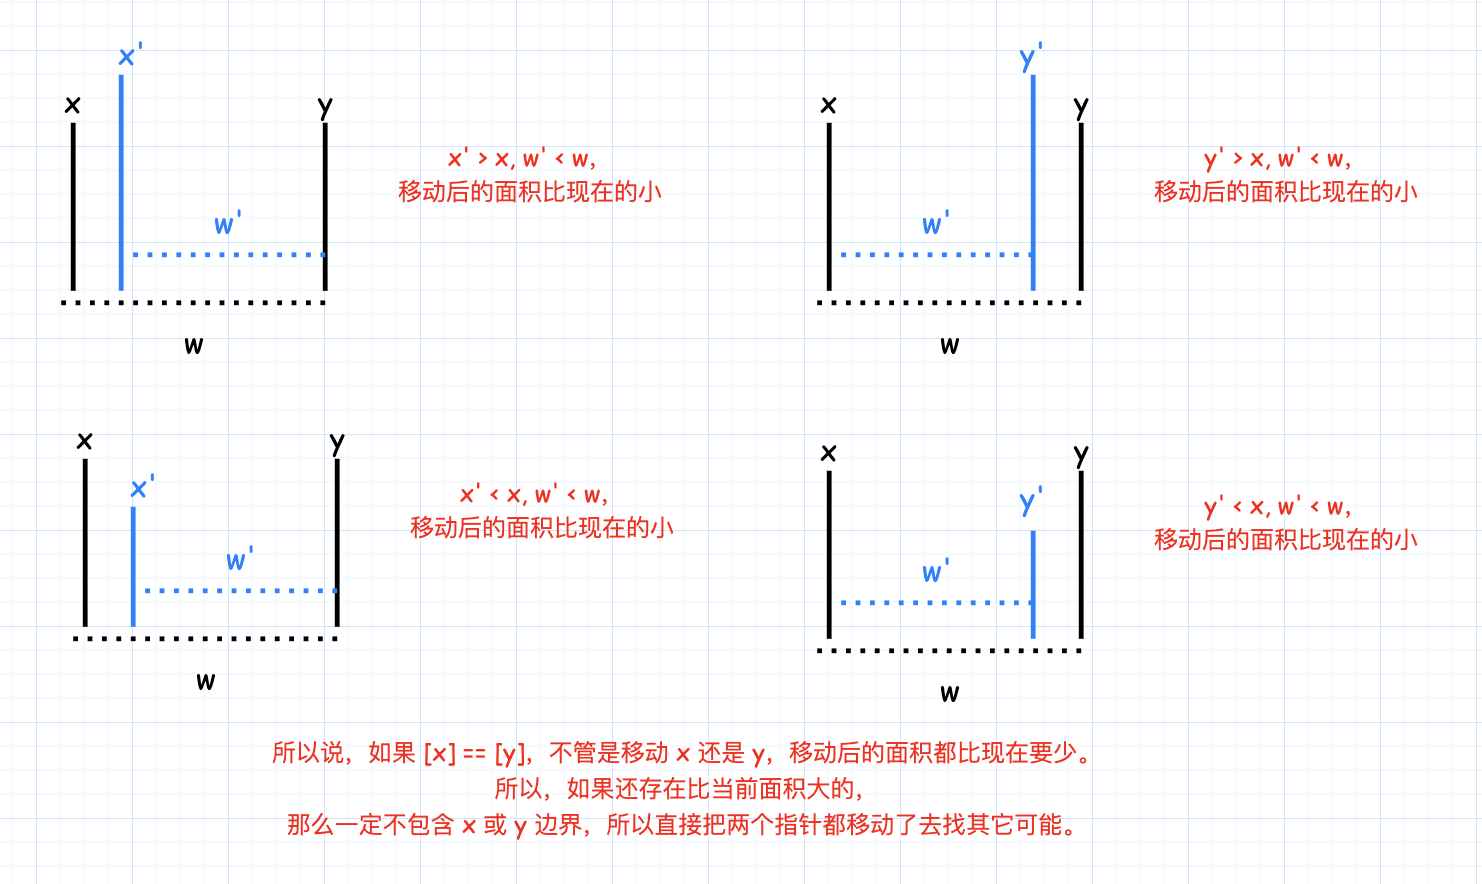 x'
x
y
x' > x, w' < w,
移动后的面积比现在的小
w'
w
y'
x
y
y' > x, w' < w,
移动后的面积比现在的小
w'
w
x
y
x'
x' < x, w' < w,
移动后的面积比现在的小
w'
w
x
y
y'
y' < x, w' < w,
移动后的面积比现在的小
w'
w
所以说，如果 [x] == [y]，不管是移动 x 还是 y，移动后的面积都比现在要少。
所以，如果还存在比当前面积大的，
那么一定不包含 x 或 y 边界，所以直接把两个指针都移动了去找其它可能。